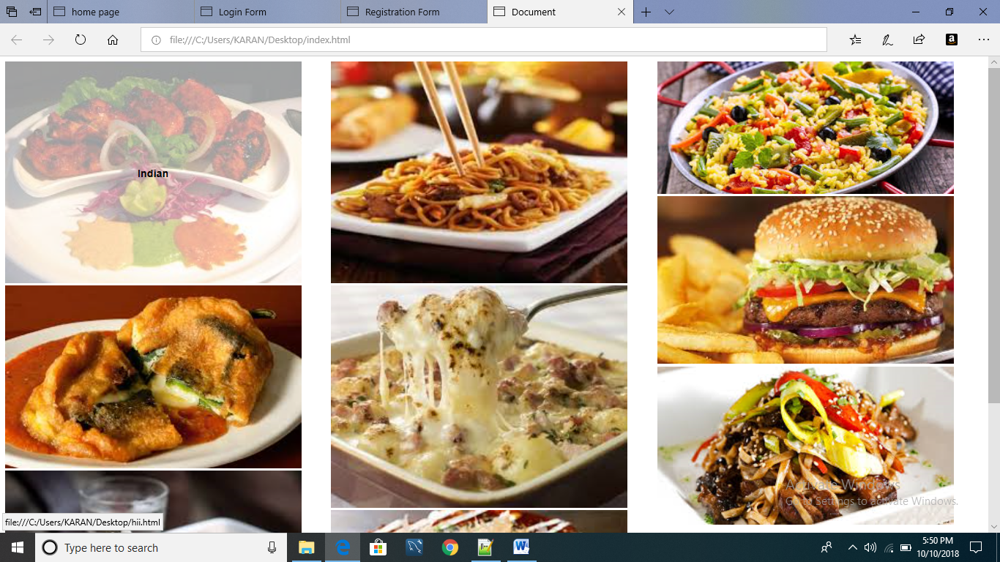 home page
Login Form
Registration Form
Document
file:///C:/Users/KARAN/Desktop/index.html
Indian
Activate Windows
Go to Settings to activate Windows.
file:///C:/Users/KARAN/Desktop/hii.html
Type here to search
5:50 PM
10/10/2018